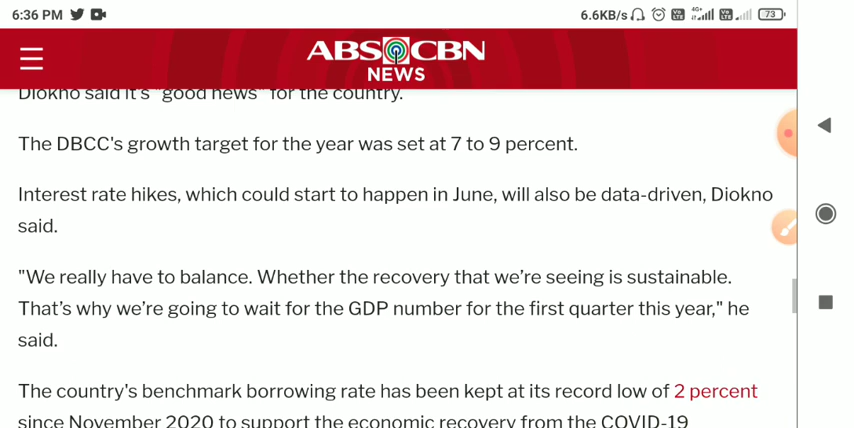 6:36 PM
6.6KB/s 4G+ Vo LTE Vo LTE 73
ABS CBN
NEWS
Diokno said it's "good news" for the country.
The DBCC's growth target for the year was set at 7 to 9 percent.
Interest rate hikes, which could start to happen in June, will also be data-driven, Diokno
said.
"We really have to balance. Whether the recovery that we're seeing is sustainable.
That's why we're going to wait for the GDP number for the first quarter this year," he
said.
The country's benchmark borrowing rate has been kept at its record low of 2 percent
since November 2020 to support the economic recovery from the COVID-19